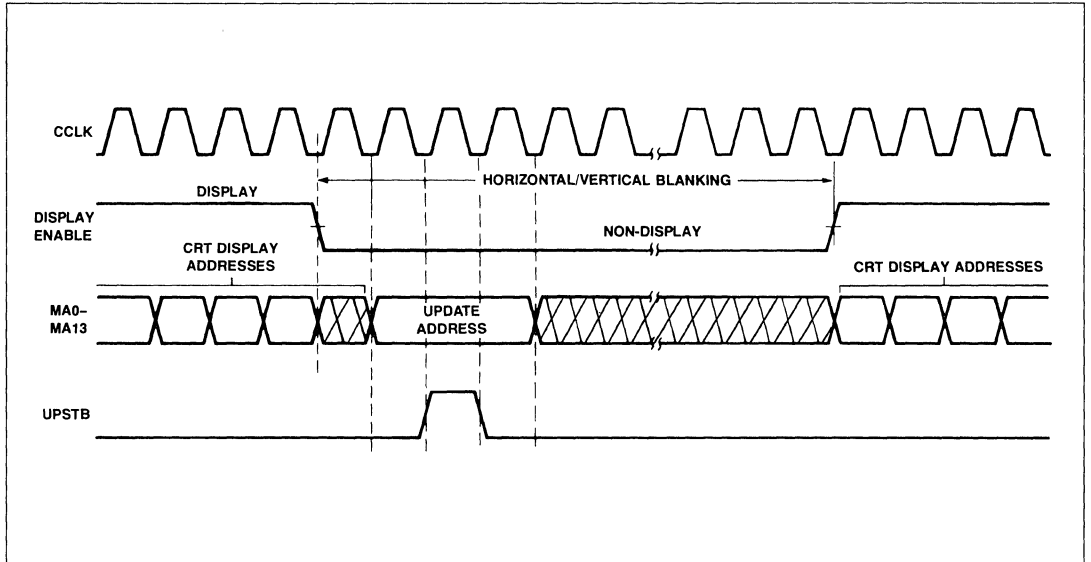 CCLK
HORIZONTAL/VERTICAL BLANKING
DISPLAY
DISPLAY
ENABLE
NON-DISPLAY
CRT DISPLAY
ADDRESSES
CRT DISPLAY ADDRESSES
MA0–
MA13
UPDATE
ADDRESS
UPSTB